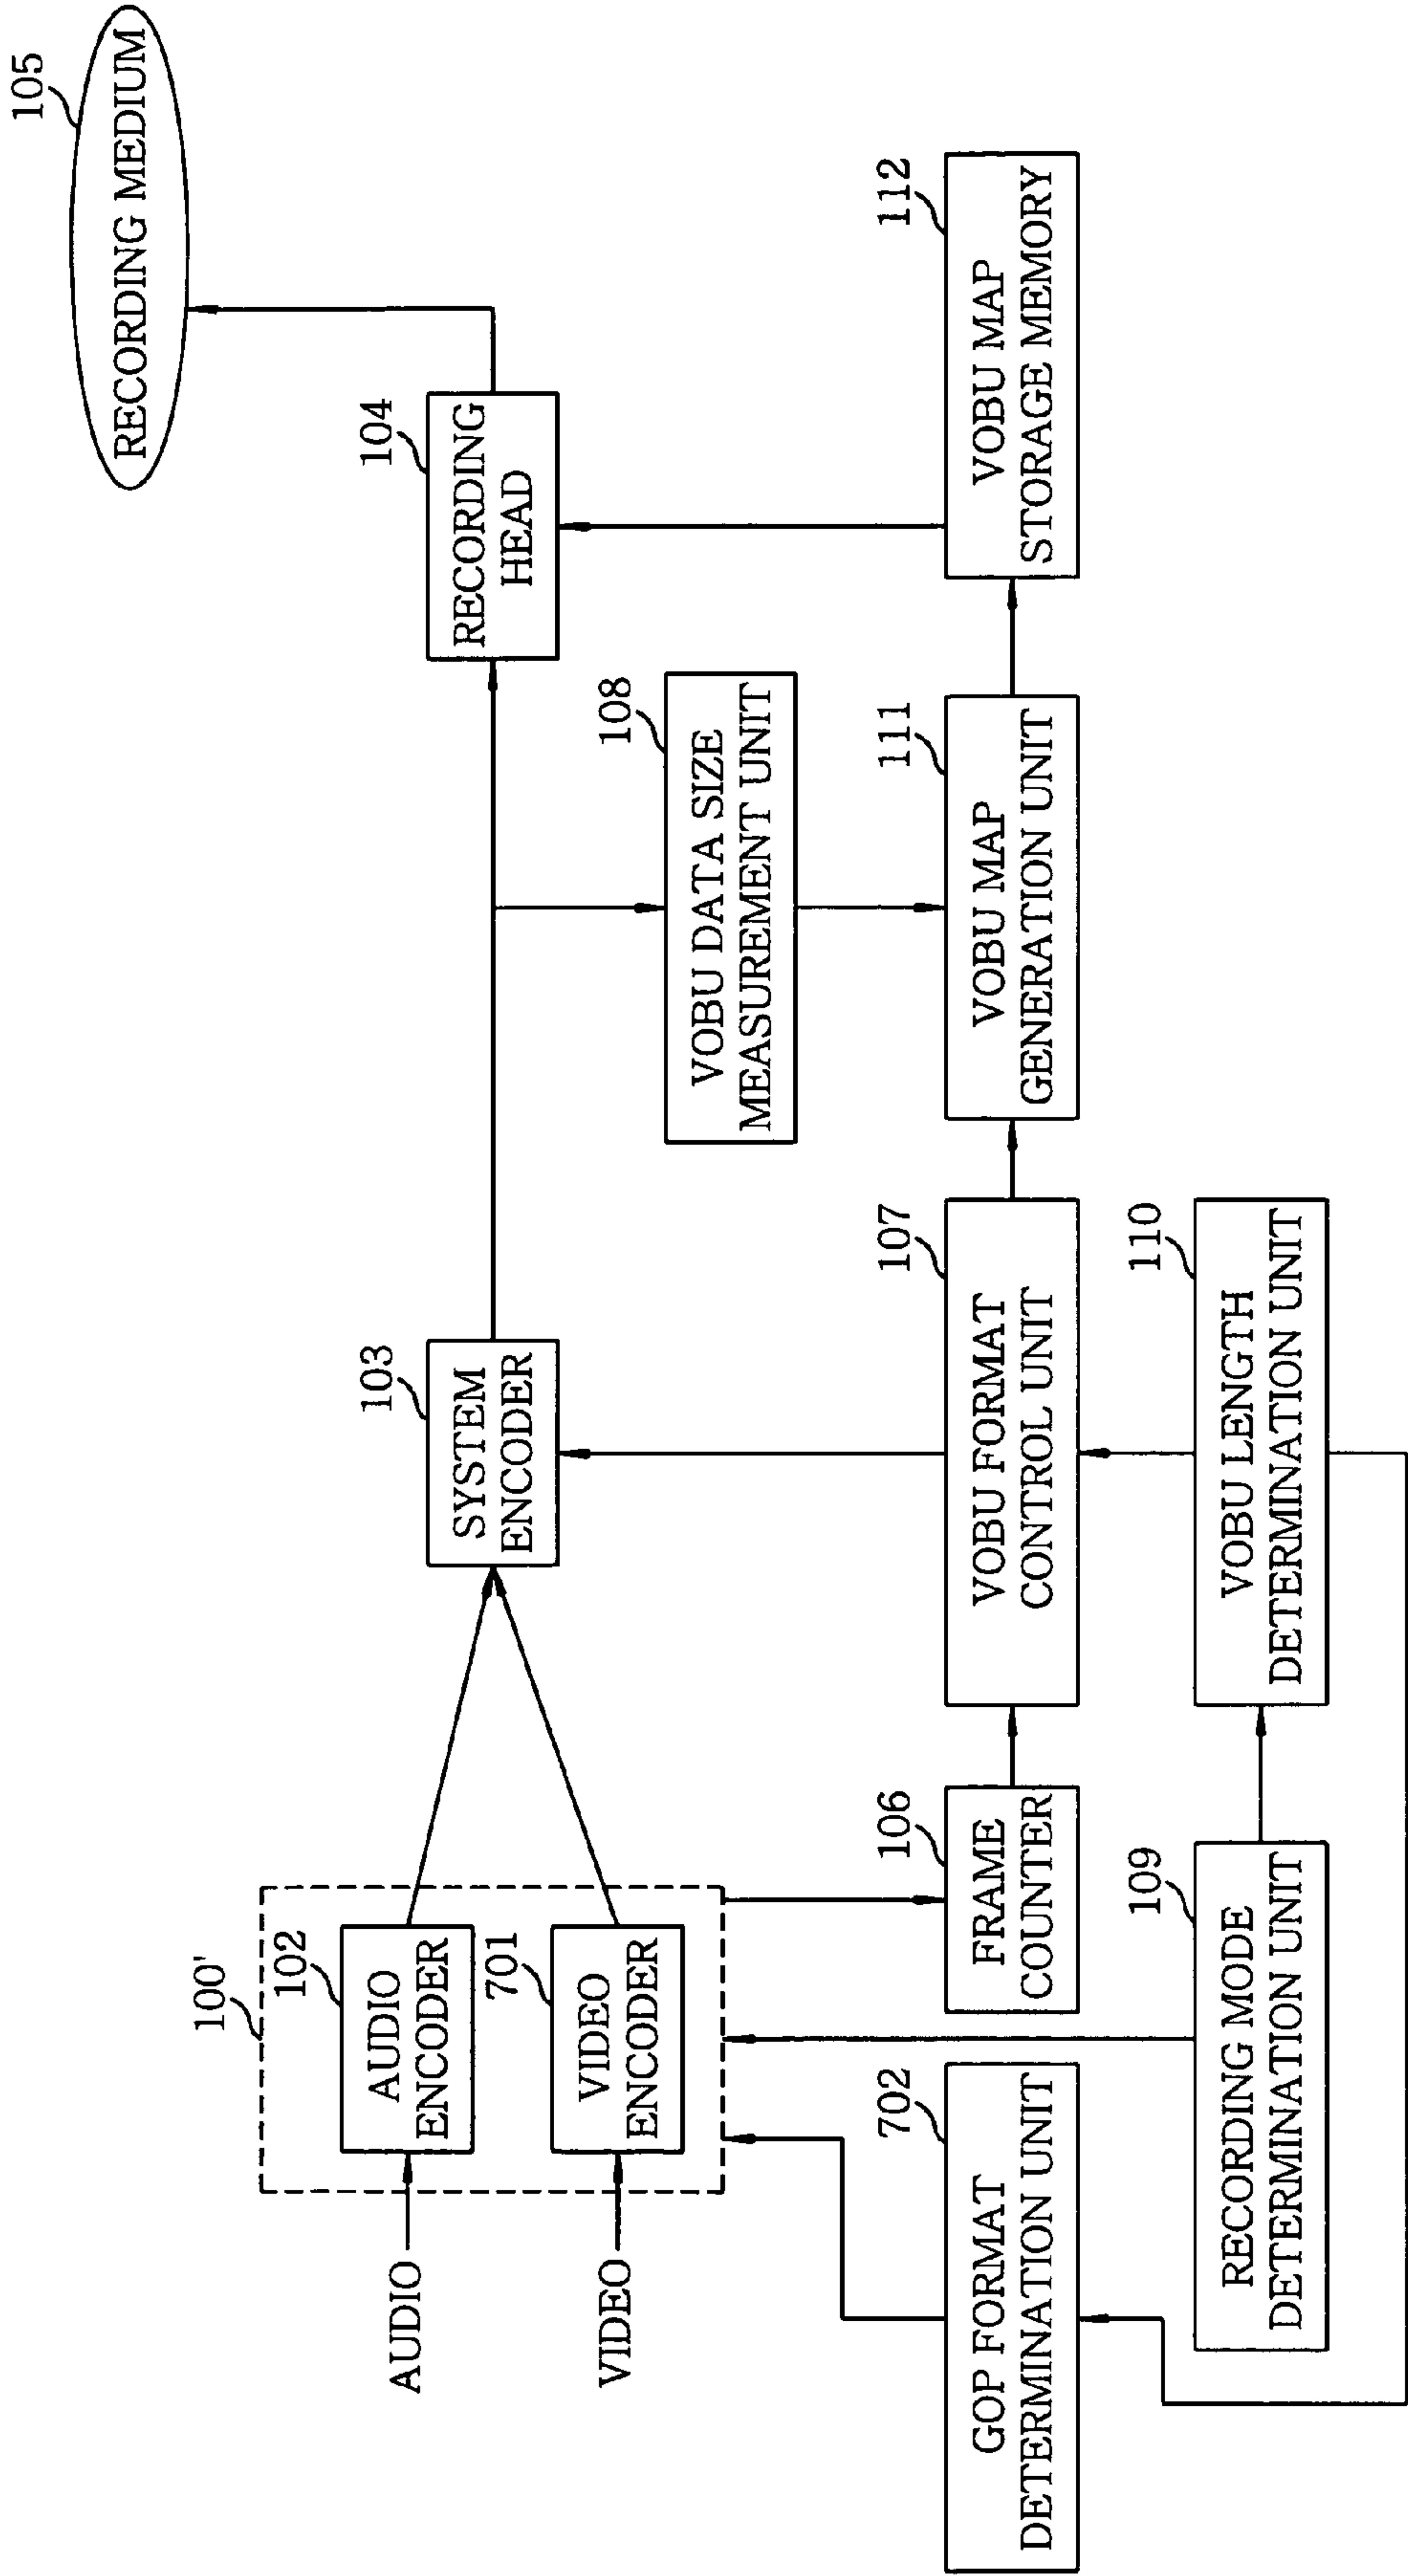 105
RECORDING MEDIUM
100'
102
AUDIO
ENCODER
AUDIO
701
VIDEO
ENCODER
VIDEO
103
SYSTEM
ENCODER
104
RECORDING
HEAD
108
VOBU DATA SIZE
MEASUREMENT UNIT
702
GOP FORMAT
DETERMINATION UNIT
106
FRAME
COUNTER
107
VOBU FORMAT
CONTROL UNIT
111
VOBU MAP
GENERATION UNIT
112
VOBU MAP
STORAGE MEMORY
109
RECORDING MODE
DETERMINATION UNIT
110
VOBU LENGTH
DETERMINATION UNIT